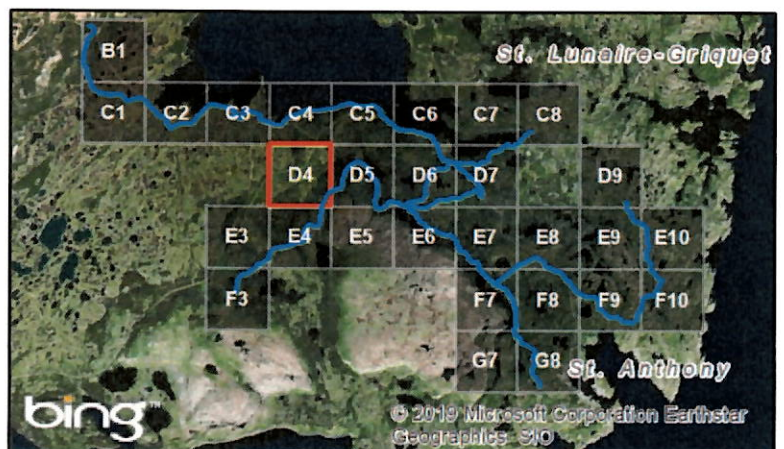 B1
St. Lunaire-Griquet
C1 C2 C3 C4 C5 C6 C7 C8
D4 D5 D6 D7 D9
E3 E4 E5 E6 E7 E8 E9 E10
F3 F7 F8 F9 F10
G7 G8 St. Anthony
bing™
© 2019 Microsoft Corporation Earthstar
Geographics SIO